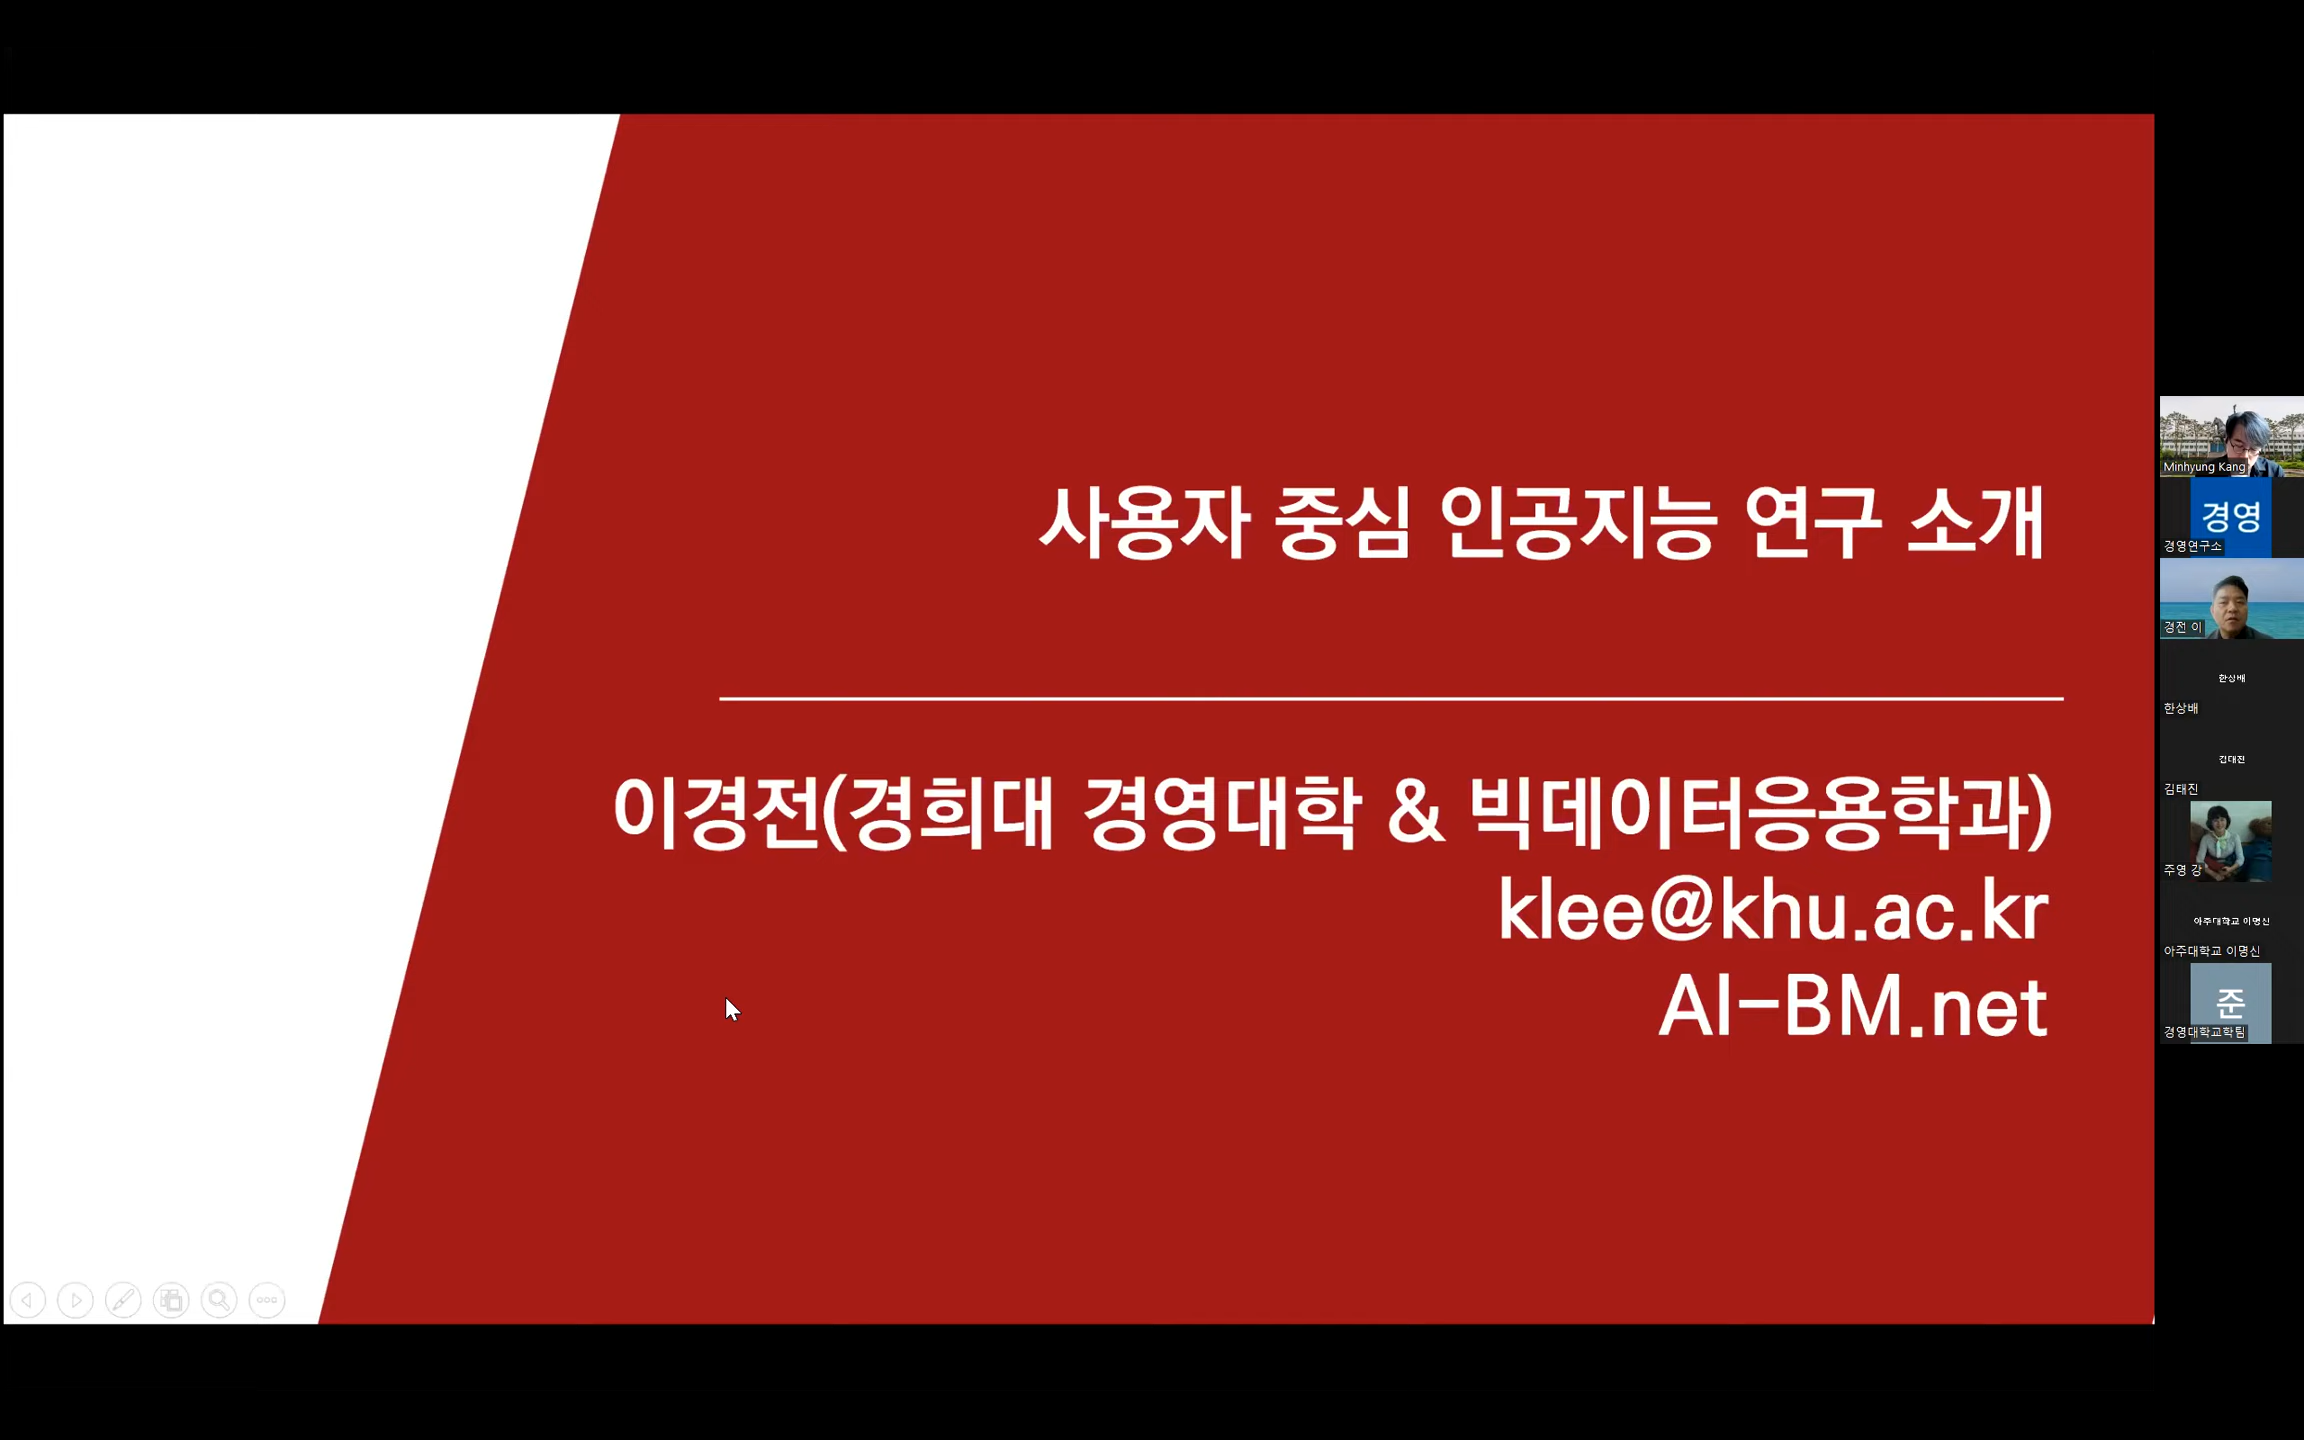 사용자 중심 인공지능 연구 소개
이경전(경희대 경영대학 & 빅데이터응용학과)
klee@khu.ac.kr
AI-BM.net
Minhyung Kang
경영
경영연구소
경전 이
한상배
한상배
김태진
김태진
주영 강
아주대학교 이명신
아주대학교 이명신
준
경영대학교학팀